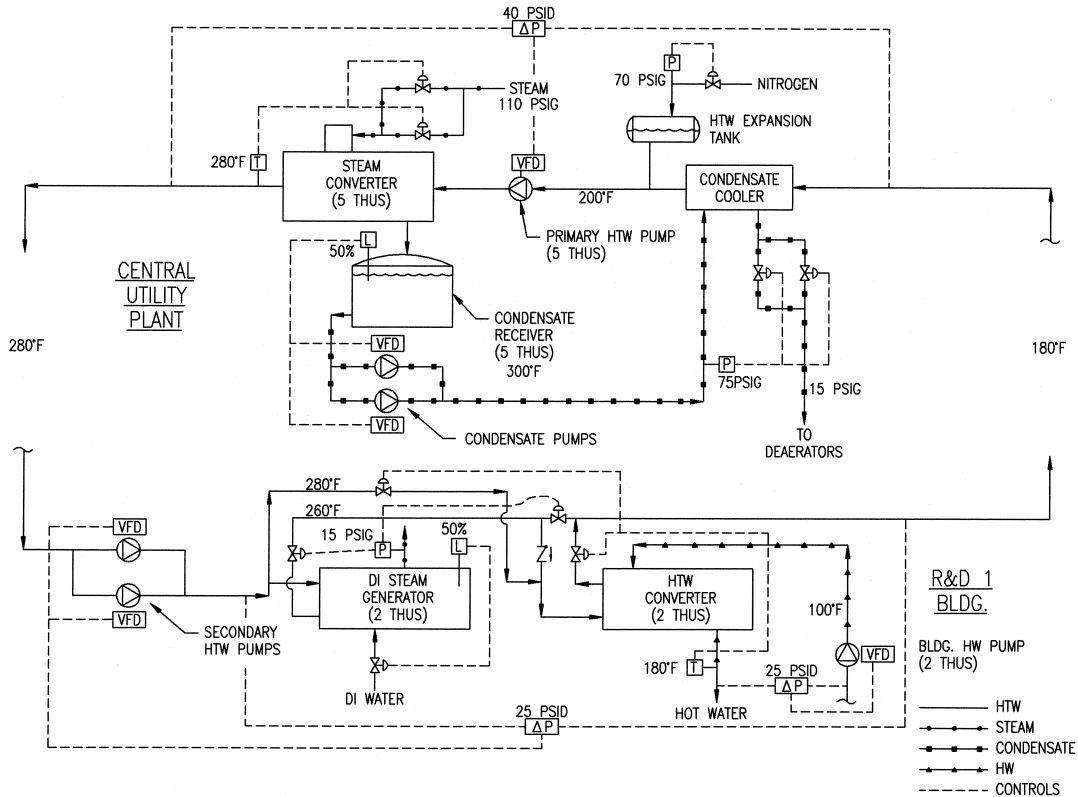 40 PSID
ΔP
STEAM
110 PSIG
P
70 PSIG
NITROGEN
HTW EXPANSION
TANK
280°F
T
STEAM
CONVERTER
(5 THUS)
VFD
200°F
CONDENSATE
COOLER
PRIMARY HTW PUMP
(5 THUS)
L
50%
CENTRAL
UTILITY
PLANT
CONDENSATE
RECEIVER
(5 THUS)
300°F
280°F
180°F
VFD
VFD
P
75PSIG
15 PSIG
CONDENSATE PUMPS
TO
DEAERATORS
280°F
260°F
15 PSIG
P
50%
L
VFD
VFD
DI STEAM
GENERATOR
(2 THUS)
HTW
CONVERTER
(2 THUS)
100°F
R&D 1
BLDG.
SECONDARY
HTW PUMPS
BLDG. HW PUMP
(2 THUS)
VFD
180°F
T
25 PSID
ΔP
DI WATER
HOT WATER
25 PSID
ΔP
HTW
STEAM
CONDENSATE
HW
CONTROLS